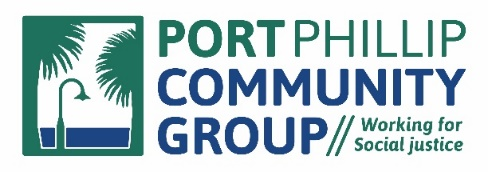 PORT PHILLIP
COMMUNITY
GROUP// Working for
Social justice